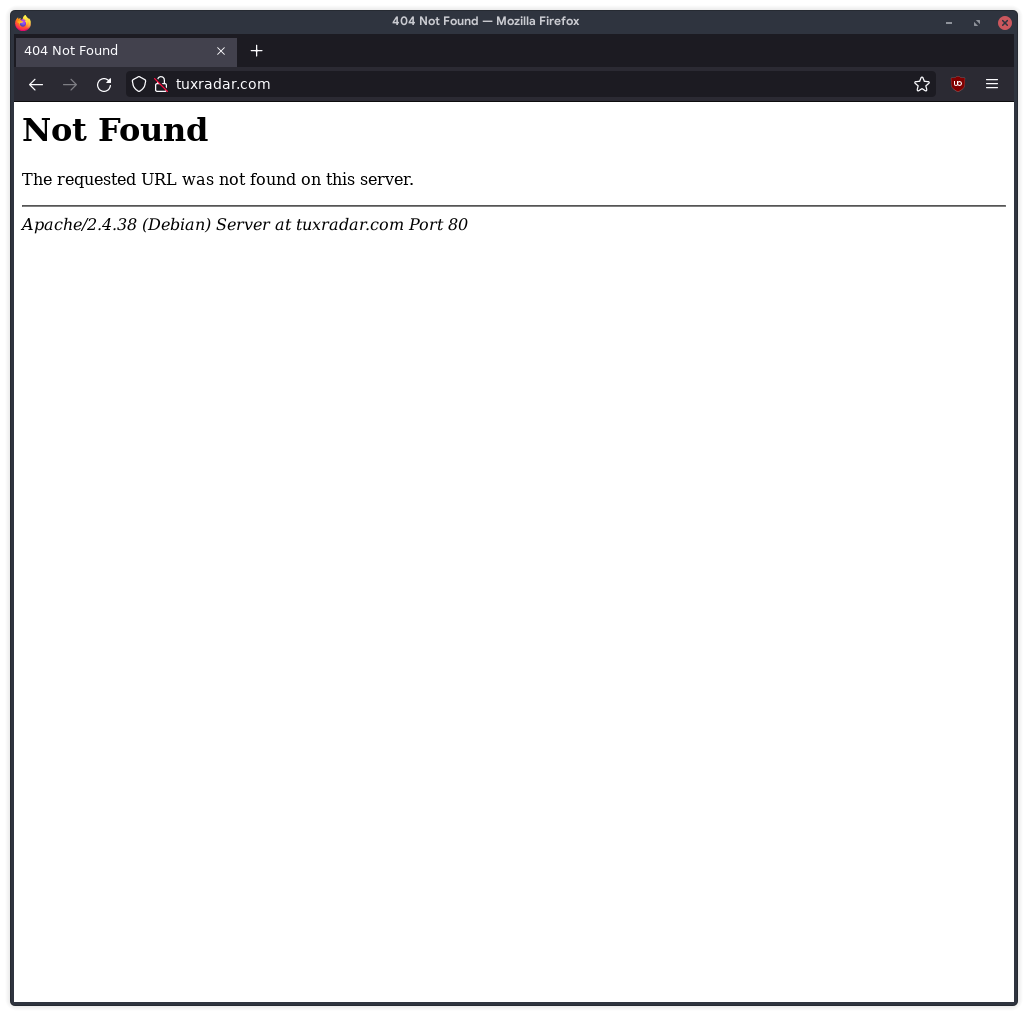 404 Not Found — Mozilla Firefox
404 Not Found
tuxradar.com
Not Found
The requested URL was not found on this server.
Apache/2.4.38 (Debian) Server at tuxradar.com Port 80